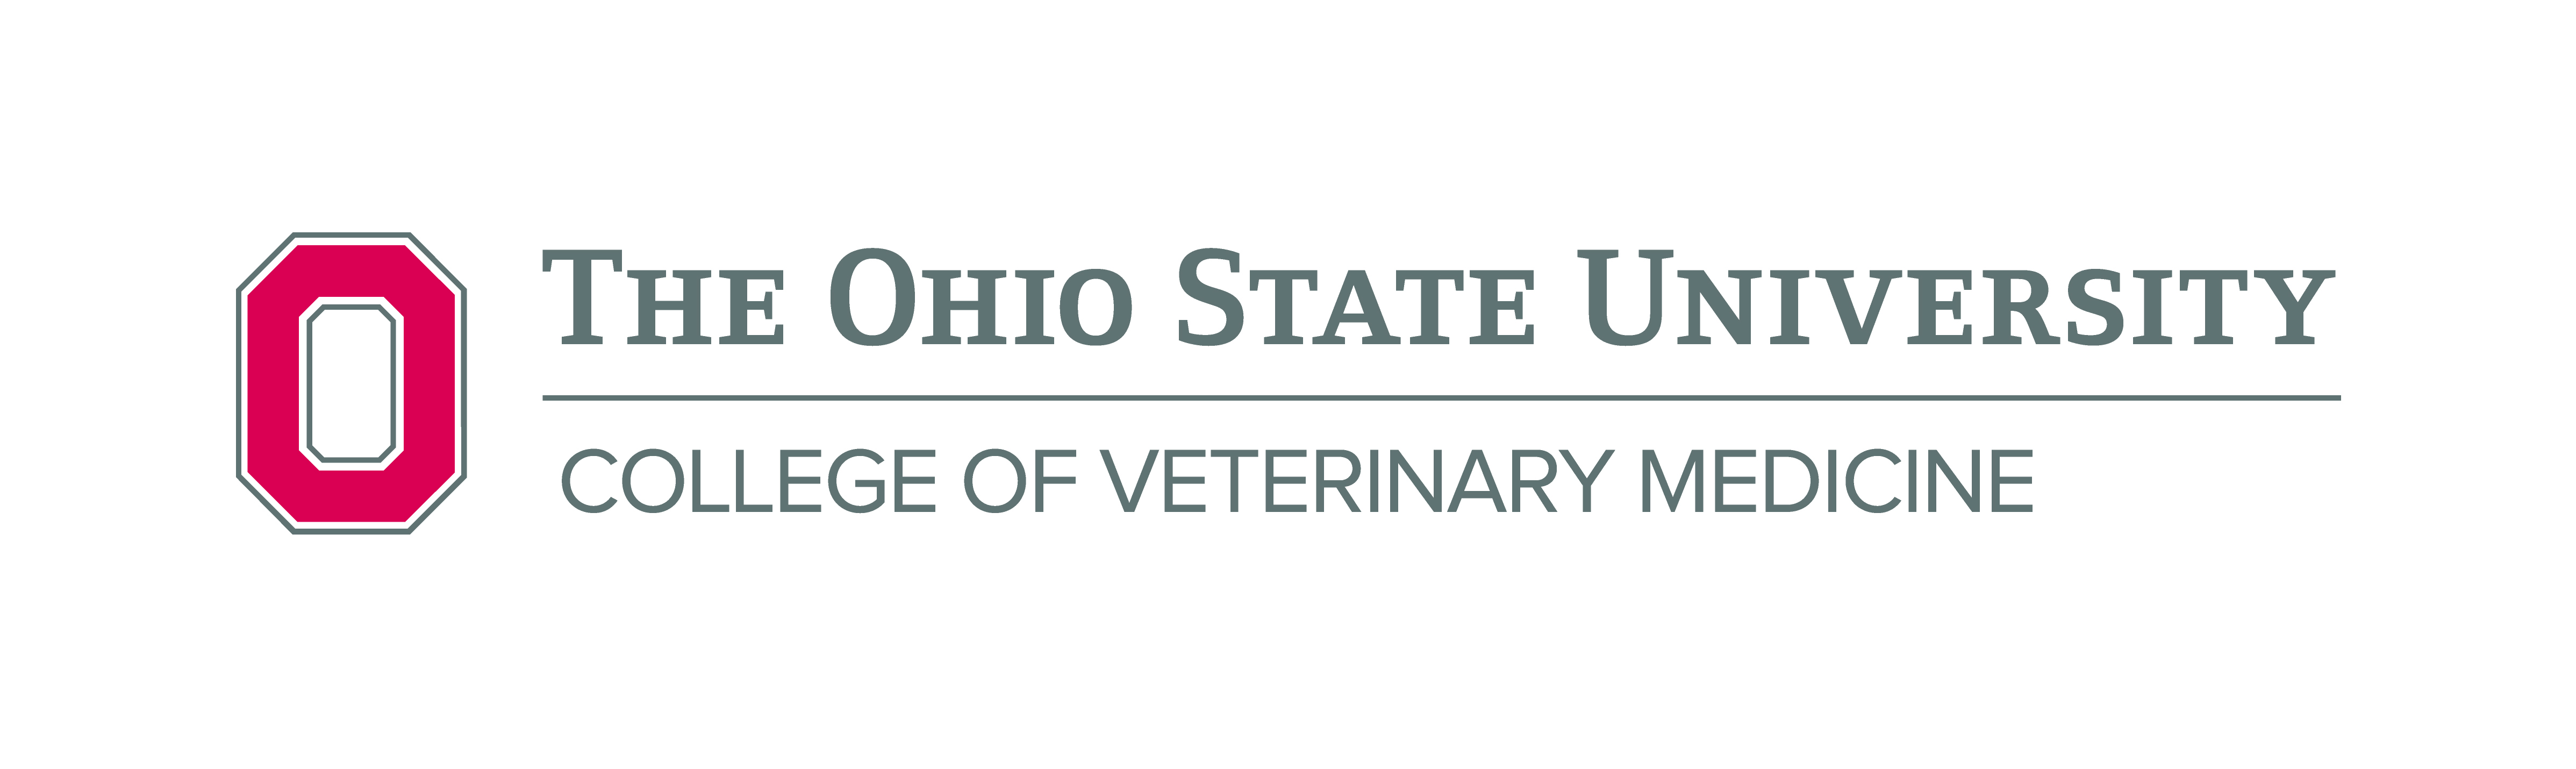 THE OHIO STATE UNIVERSITY
COLLEGE OF VETERINARY MEDICINE